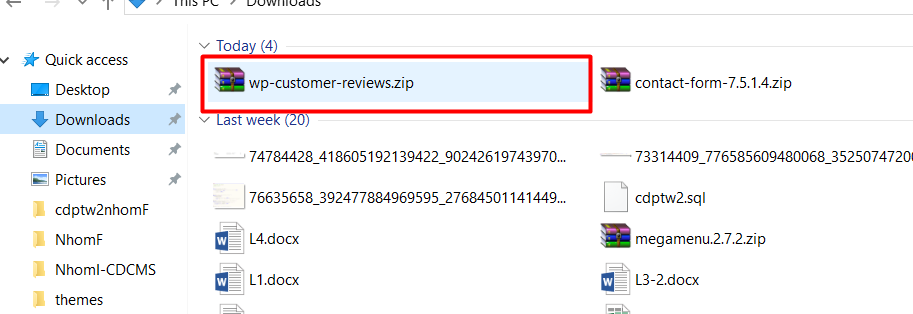 This PC > Downloads
Quick access
Desktop
Downloads
Documents
Pictures
cdptw2nhomF
NhomF
NhomI-CDCMS
themes
Today (4)
wp-customer-reviews.zip
contact-form-7.5.1.4.zip
Last week (20)
74784428_418605192139422_90242619743970...
73314409_776585609480068_35250747200
76635658_392477884969595_27684501141449...
cdptw2.sql
L4.docx
megamenu.2.7.2.zip
L1.docx
L3-2.docx